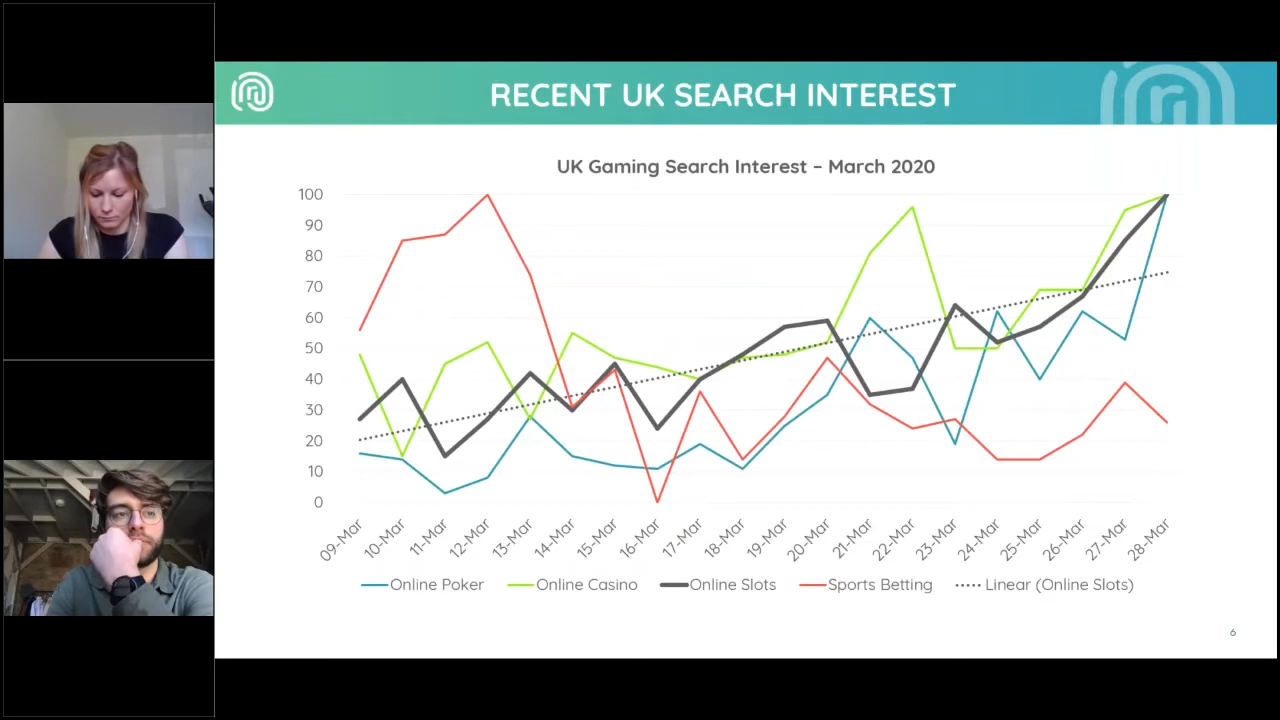 RECENT UK SEARCH INTEREST
UK Gaming Search Interest – March 2020
100
90
80
70
60
50
40
30
20
10
0
09-Mar
10-Mar
11-Mar
12-Mar
13-Mar
14-Mar
15-Mar
16-Mar
17-Mar
18-Mar
19-Mar
20-Mar
21-Mar
22-Mar
23-Mar
24-Mar
25-Mar
26-Mar
27-Mar
28-Mar
Online Poker Online Casino Online Slots Sports Betting Linear (Online Slots)
6